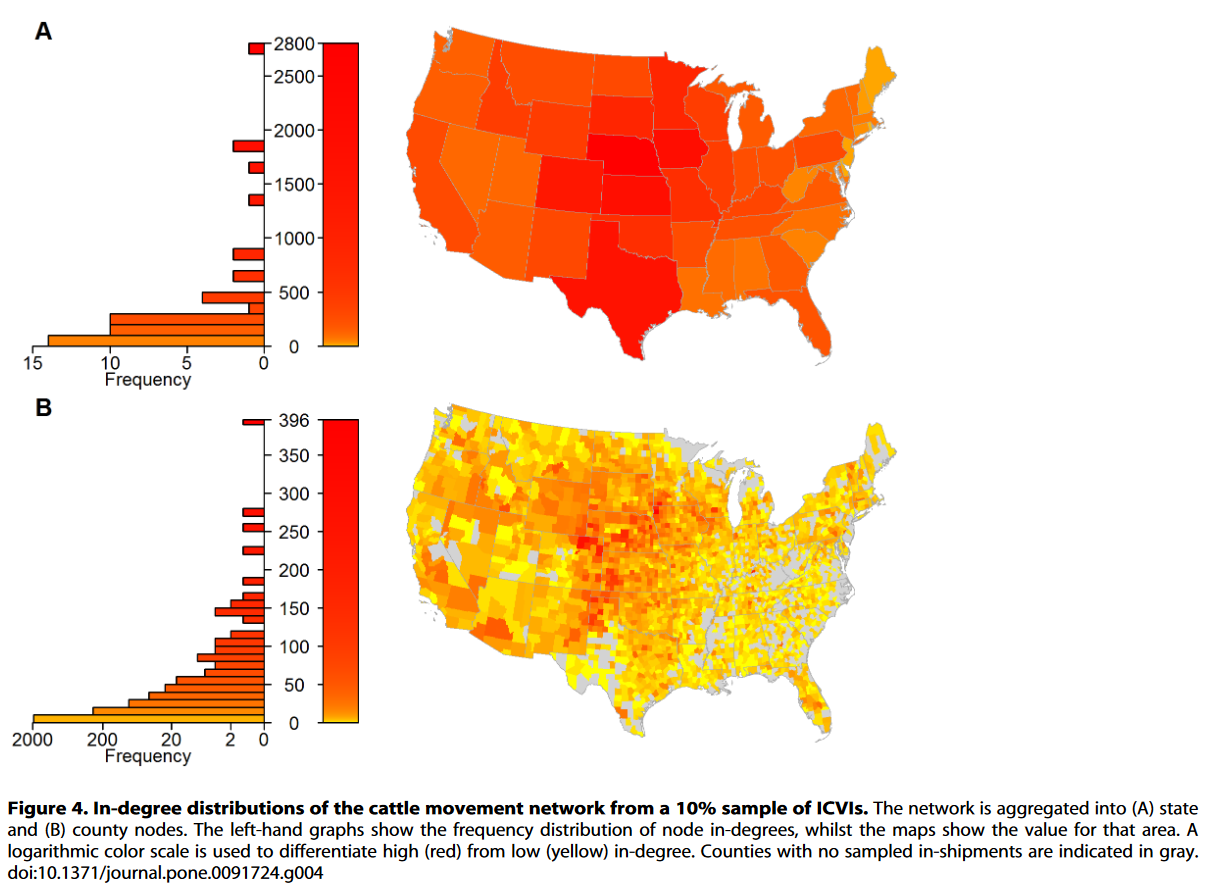 A
2800
2500
2000
1500
1000
500
0
15 10 5 0
Frequency
B
396
350
300
250
200
150
100
50
0
2000 200 20 2 0
Frequency
Figure 4. In-degree distributions of the cattle movement network from a 10% sample of ICVIs. The network is aggregated into (A) state
and (B) county nodes. The left-hand graphs show the frequency distribution of node in-degrees, whilst the maps show the value for that area. A
logarithmic color scale is used to differentiate high (red) from low (yellow) in-degree. Counties with no sampled in-shipments are indicated in gray.
doi:10.1371/journal.pone.0091724.g004